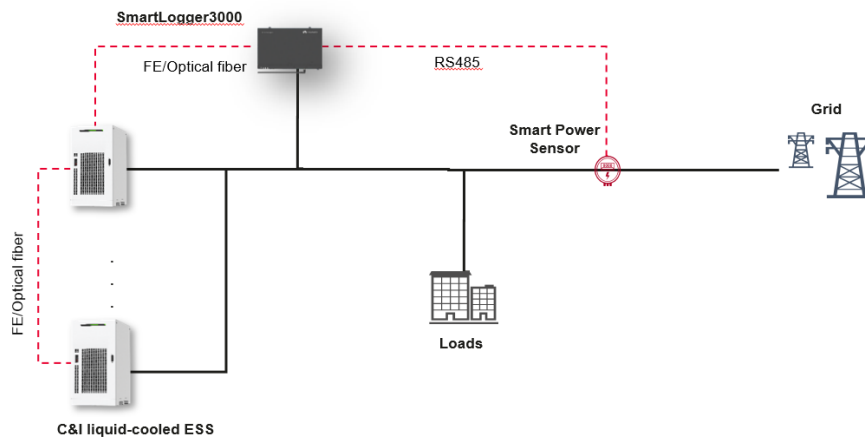 SmartLogger3000
FE/Optical fiber
RS485
Grid
Smart Power
Sensor
FE/Optical fiber
Loads
C&I liquid-cooled ESS